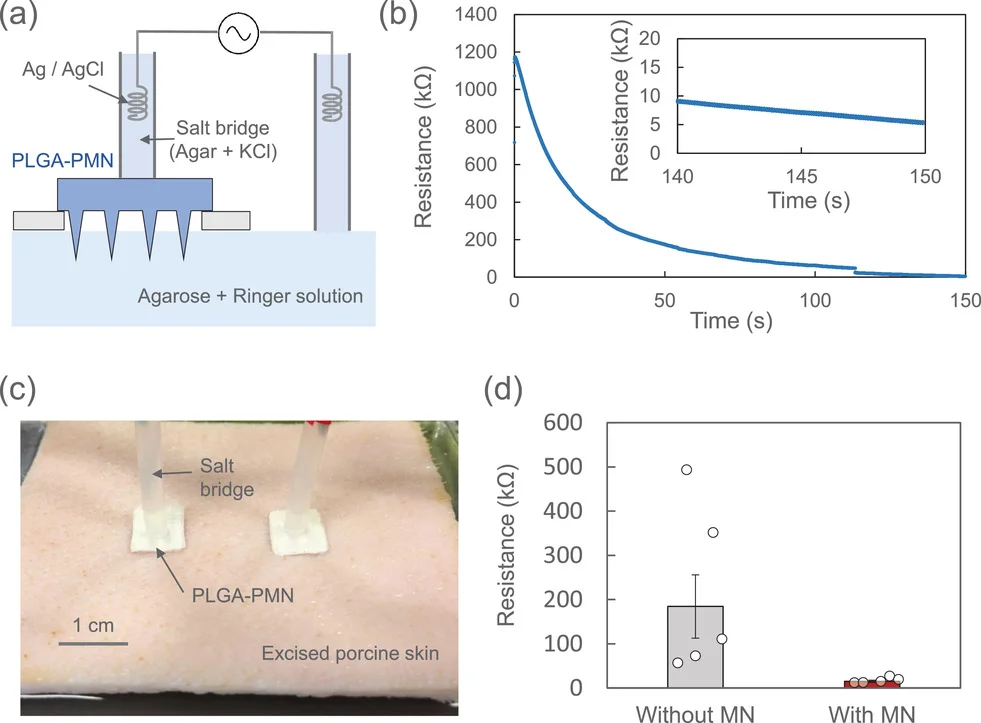 (a)
Ag / AgCl
Salt bridge
(Agar + KCl)
PLGA-PMN
Agarose + Ringer solution
(b)
Resistance (kΩ)
1400
1200
1000
800
600
400
200
0
0
50
100
150
Time (s)
Resistance (kΩ)
20
15
10
5
0
140
145
150
Time (s)
(c)
Salt
bridge
PLGA-PMN
1 cm
Excised porcine skin
(d)
Resistance (kΩ)
600
500
400
300
200
100
0
Without MN
With MN